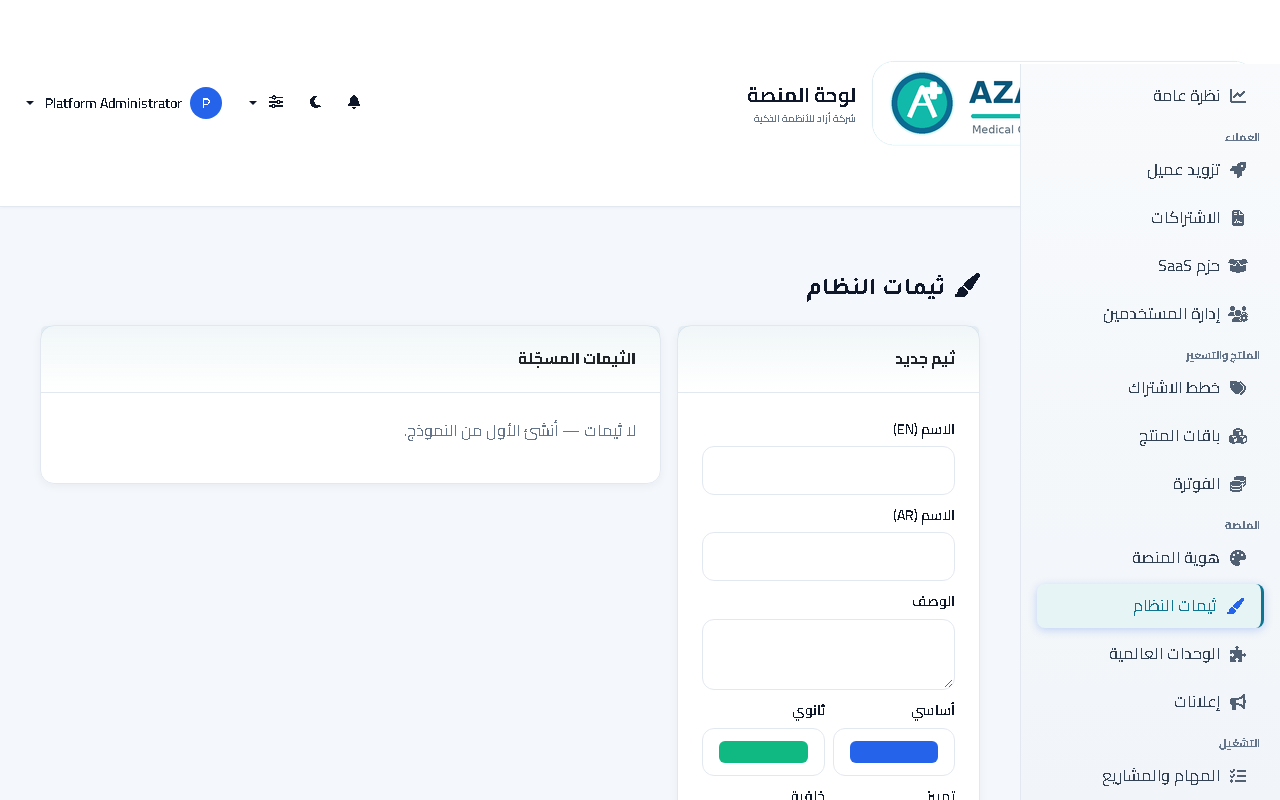 AZA
Medical
لوحة المنصة
شركة أزاد للأنظمة الذكية
P
Platform Administrator
نظرة عامة
العملاء
تزويد عميل
الاشتراكات
حزم SaaS
إدارة المستخدمين
المنتج والتسعير
خطط الاشتراك
باقات المنتج
الفوترة
المنصة
هوية المنصة
ثيمات النظام
الوحدات العالمية
إعلانات
التشغيل
المهام والمشاريع
ثيمات النظام
ثيم جديد
الاسم (EN)
الاسم (AR)
الوصف
أساسي
ثانوي
تمييز
خلفية
الثيمات المسجّلة
لا ثيمات — أنشئ الأول من النموذج.